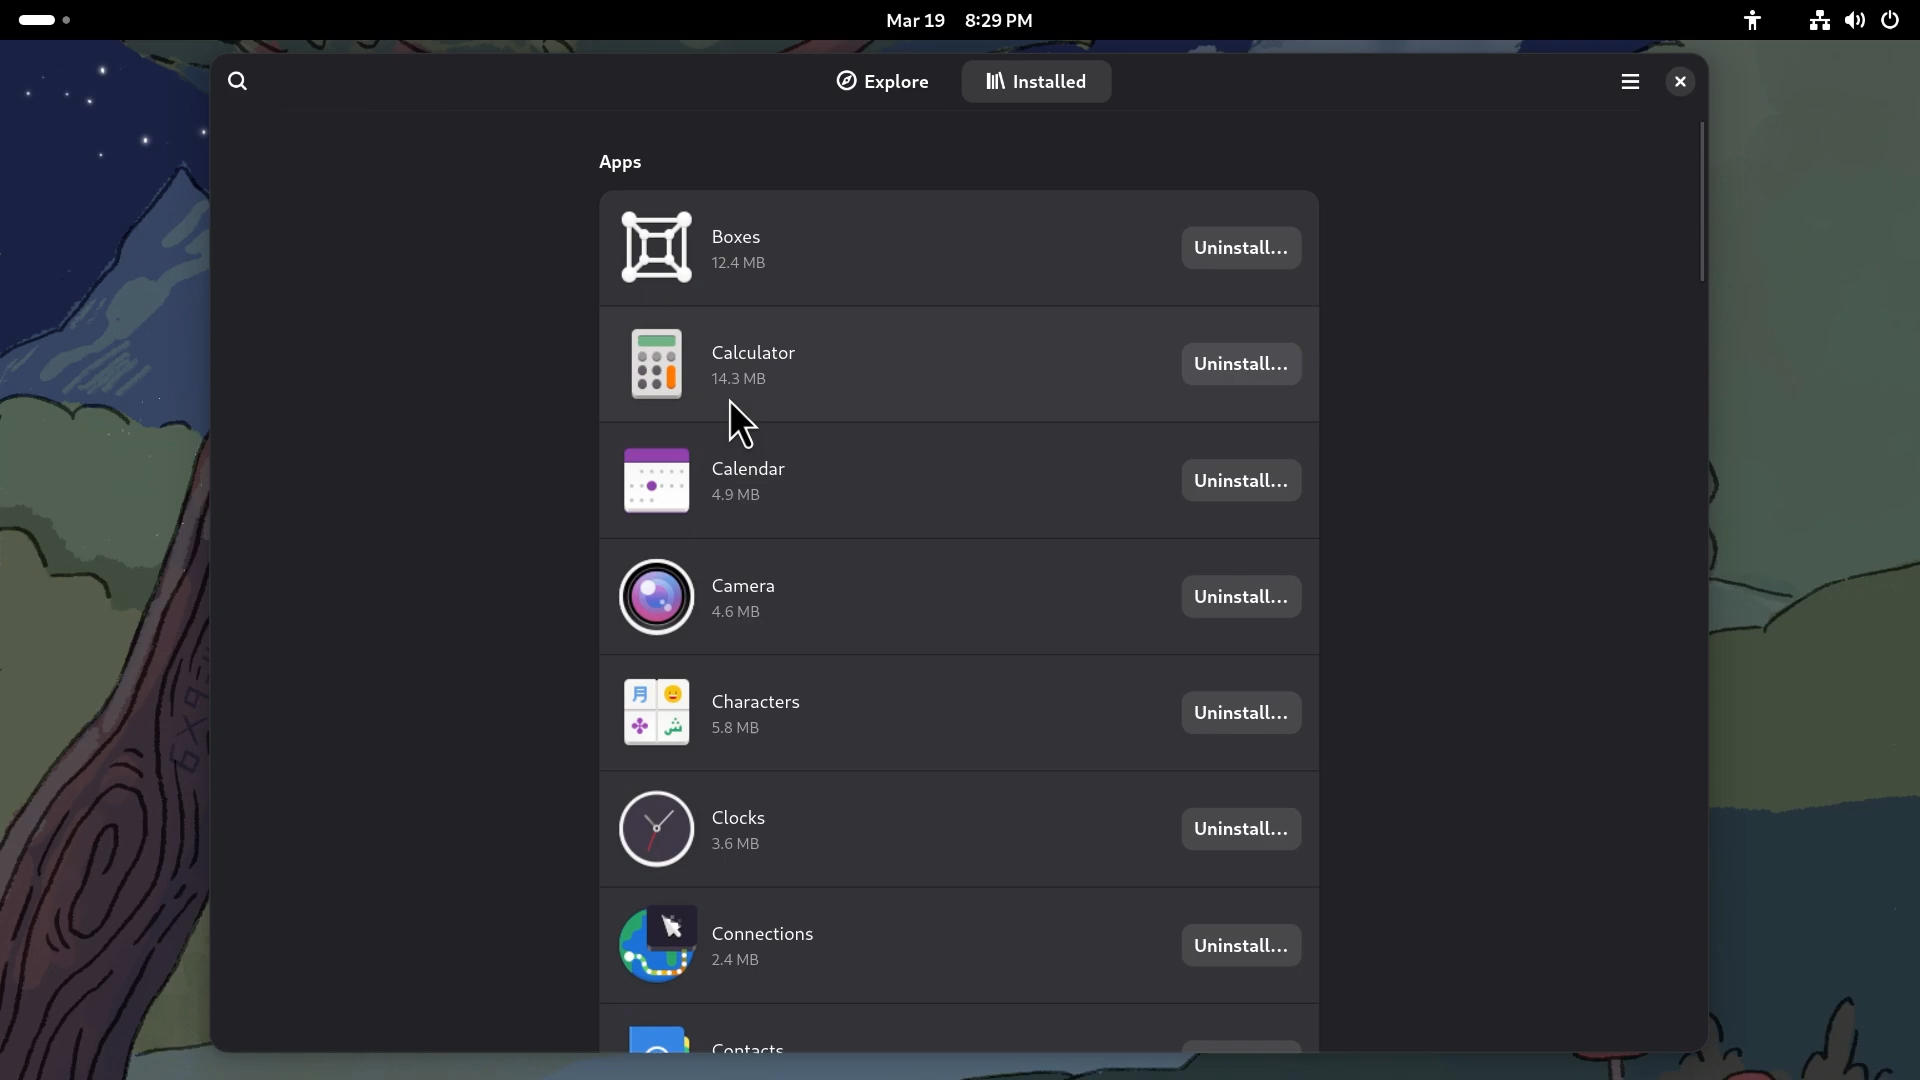 Mar 19 8:29 PM
Explore Installed
Apps
Boxes
12.4 MB
Uninstall...
Calculator
14.3 MB
Uninstall...
Calendar
4.9 MB
Uninstall...
Camera
4.6 MB
Uninstall...
月
ش
Characters
5.8 MB
Uninstall...
Clocks
3.6 MB
Uninstall...
Connections
2.4 MB
Uninstall...
Contacts